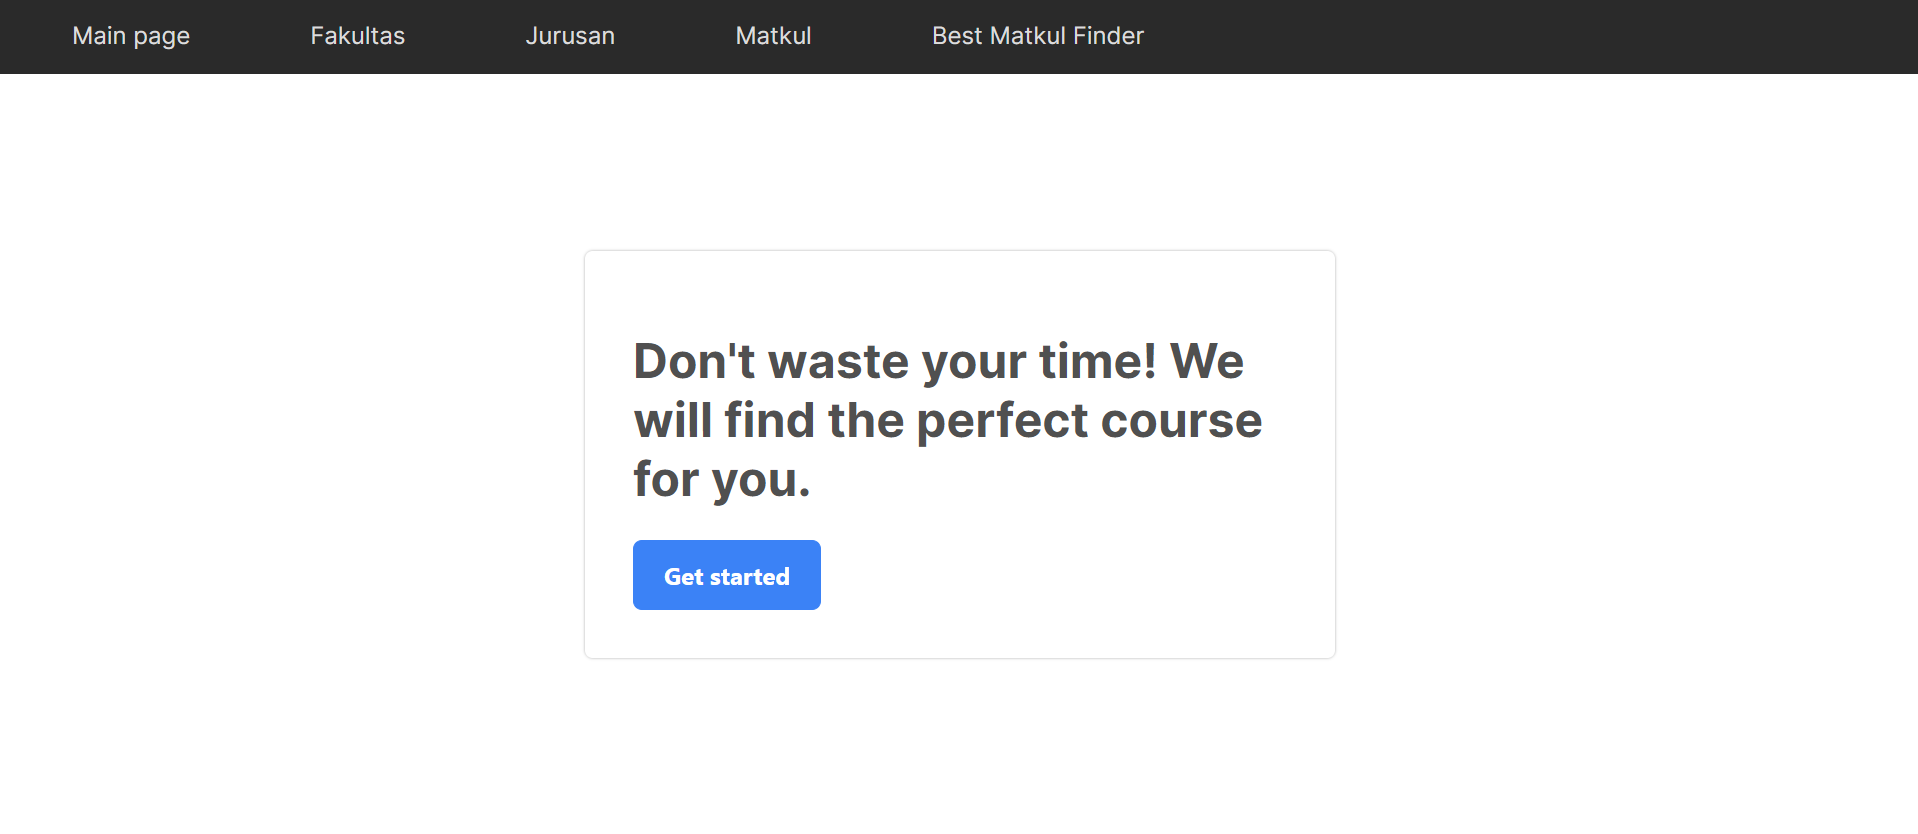 Main page Fakultas Jurusan Matkul Best Matkul Finder
Don't waste your time! We
will find the perfect course
for you.
Get started